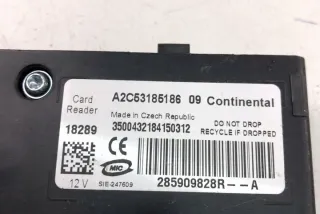 Card A2C53185186 09 Continental
Reader
Made in Czech Republic DO NOT DROP
18289 3500432184150312 RECYCLE IF DROPPED
MIC
12V SIE-247609 285909828R--A